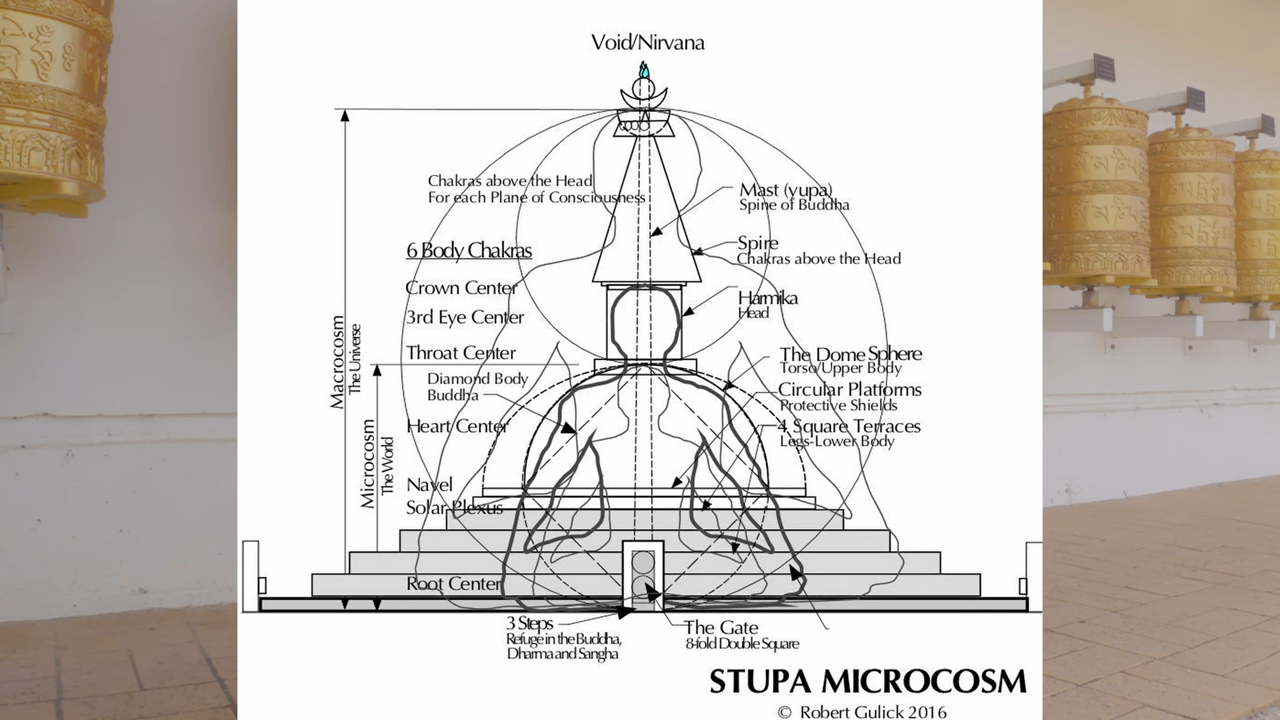 Void/Nirvana
Chakras above the Head
For each Plane of Consciousness
Mast (yupa)
Spine of Buddha
6 Body Chakras
Spire
Chakras above the Head
Crown Center
Harmika
Head
3rd Eye Center
Throat Center
The Dome Sphere
Torso/Upper Body
Diamond Body
Buddha
Circular Platforms
Protective Shields
Heart Center
4 Square Terraces
Legs-Lower Body
Macrocosm
The Universe
Microcosm
The World
Navel
Solar Plexus
Root Center
3 Steps
Refuge in the Buddha,
Dharma and Sangha
The Gate
8-fold Double Square
STUPA MICROCOSM
© Robert Gulick 2016